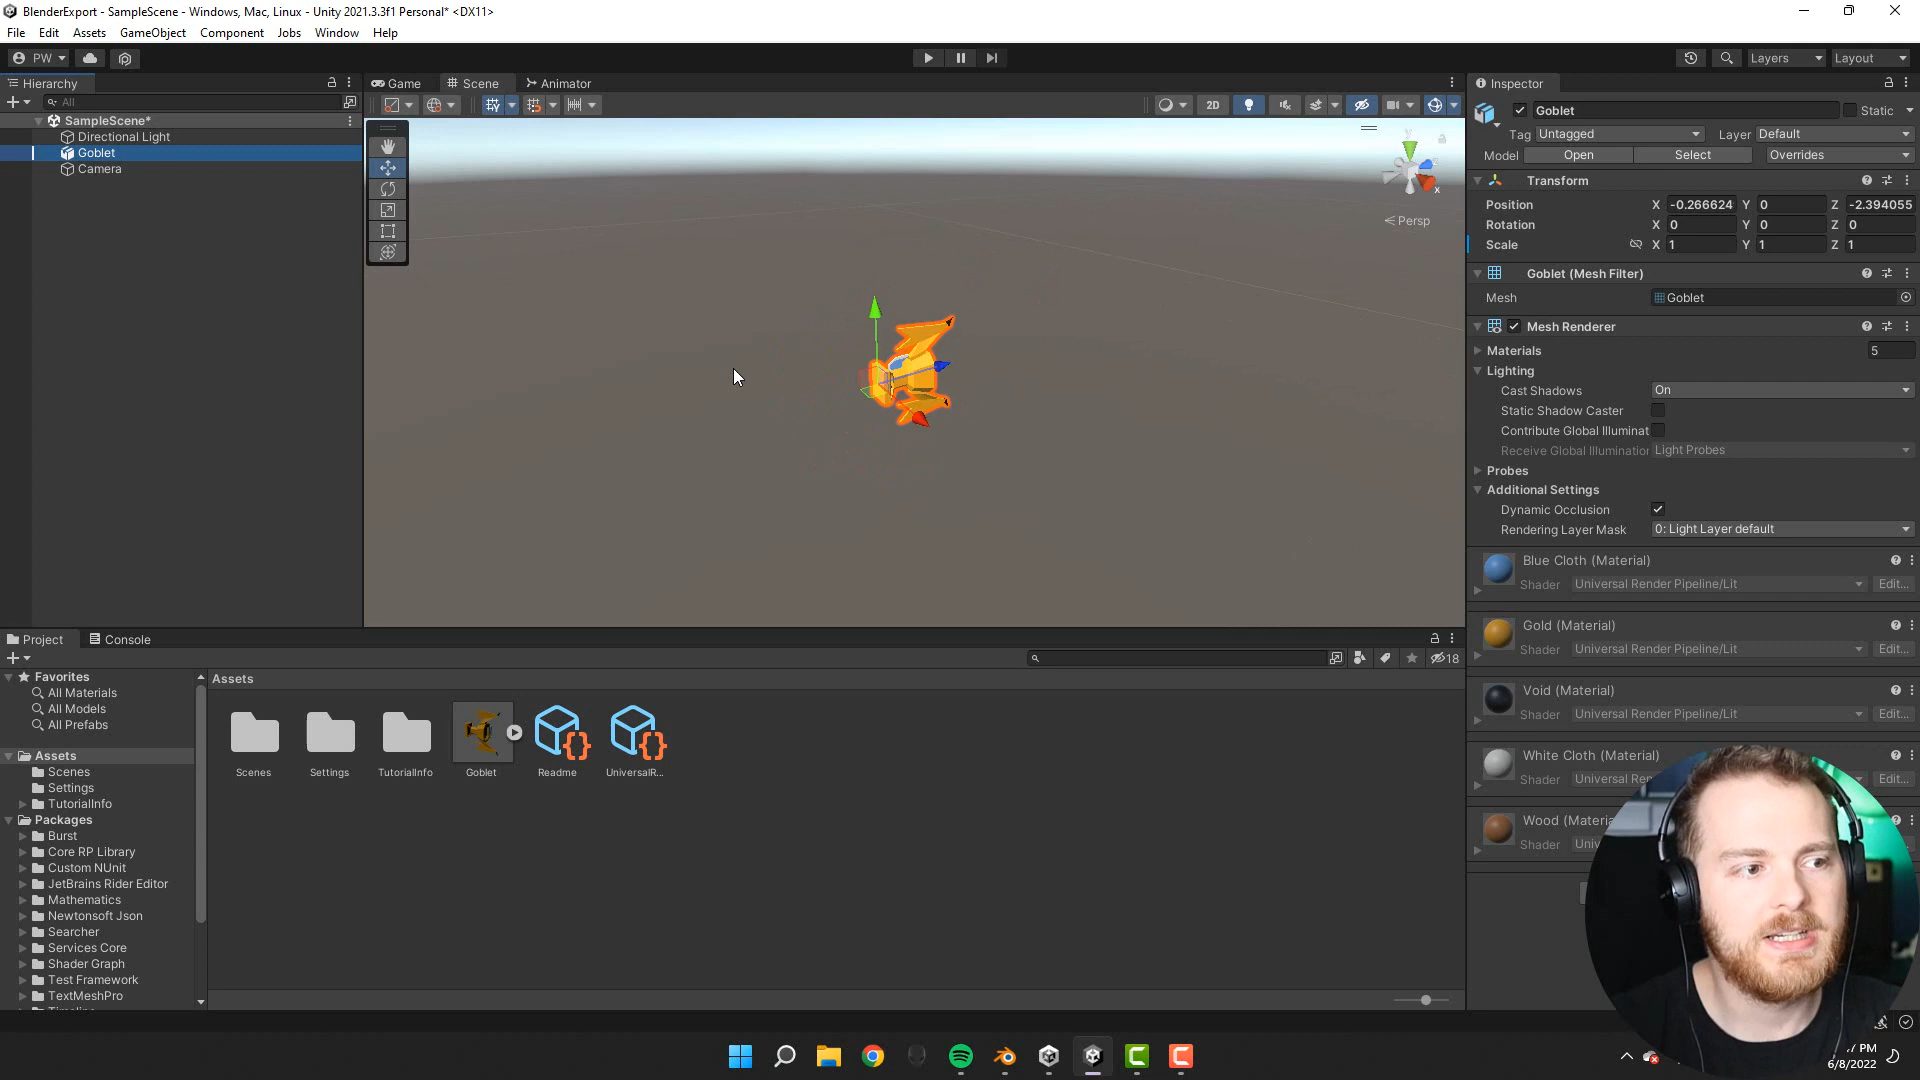 BlenderExport - SampleScene - Windows, Mac, Linux - Unity 2021.3.3f1 Personal* <DX11>
File Edit Assets GameObject Component Jobs Window Help
PW Layers Layout
Hierarchy
All
SampleScene*
Directional Light
Goblet
Camera
Game Scene Animator
2D
y
x
Persp
Inspector
Goblet Static
Tag Untagged Layer Default
Model Open Select Overrides
Transform
Position X -0.266624 Y 0 Z -2.394055
Rotation X 0 Y 0 Z 0
Scale X 1 Y 1 Z 1
Goblet (Mesh Filter)
Mesh Goblet
Mesh Renderer
Materials 5
Lighting
Cast Shadows On
Static Shadow Caster
Contribute Global Illuminat
Receive Global Illumination Light Probes
Probes
Additional Settings
Dynamic Occlusion
Rendering Layer Mask 0: Light Layer default
Blue Cloth (Material)
Shader Universal Render Pipeline/Lit Edit...
Gold (Material)
Shader Universal Render Pipeline/Lit Edit...
Void (Material)
Shader Universal Render Pipeline/Lit Edit...
White Cloth (Material)
Shader Universal Rer Edit...
Wood (Materia
Shader Univ Edit...
Project Console
18
Favorites
All Materials
All Models
All Prefabs
Assets
Scenes
Settings
TutorialInfo
Packages
Burst
Core RP Library
Custom NUnit
JetBrains Rider Editor
Mathematics
Newtonsoft Json
Searcher
Services Core
Shader Graph
Test Framework
TextMeshPro
Assets
Scenes Settings TutorialInfo Goblet Readme UniversalR...
7 PM
6/8/2022